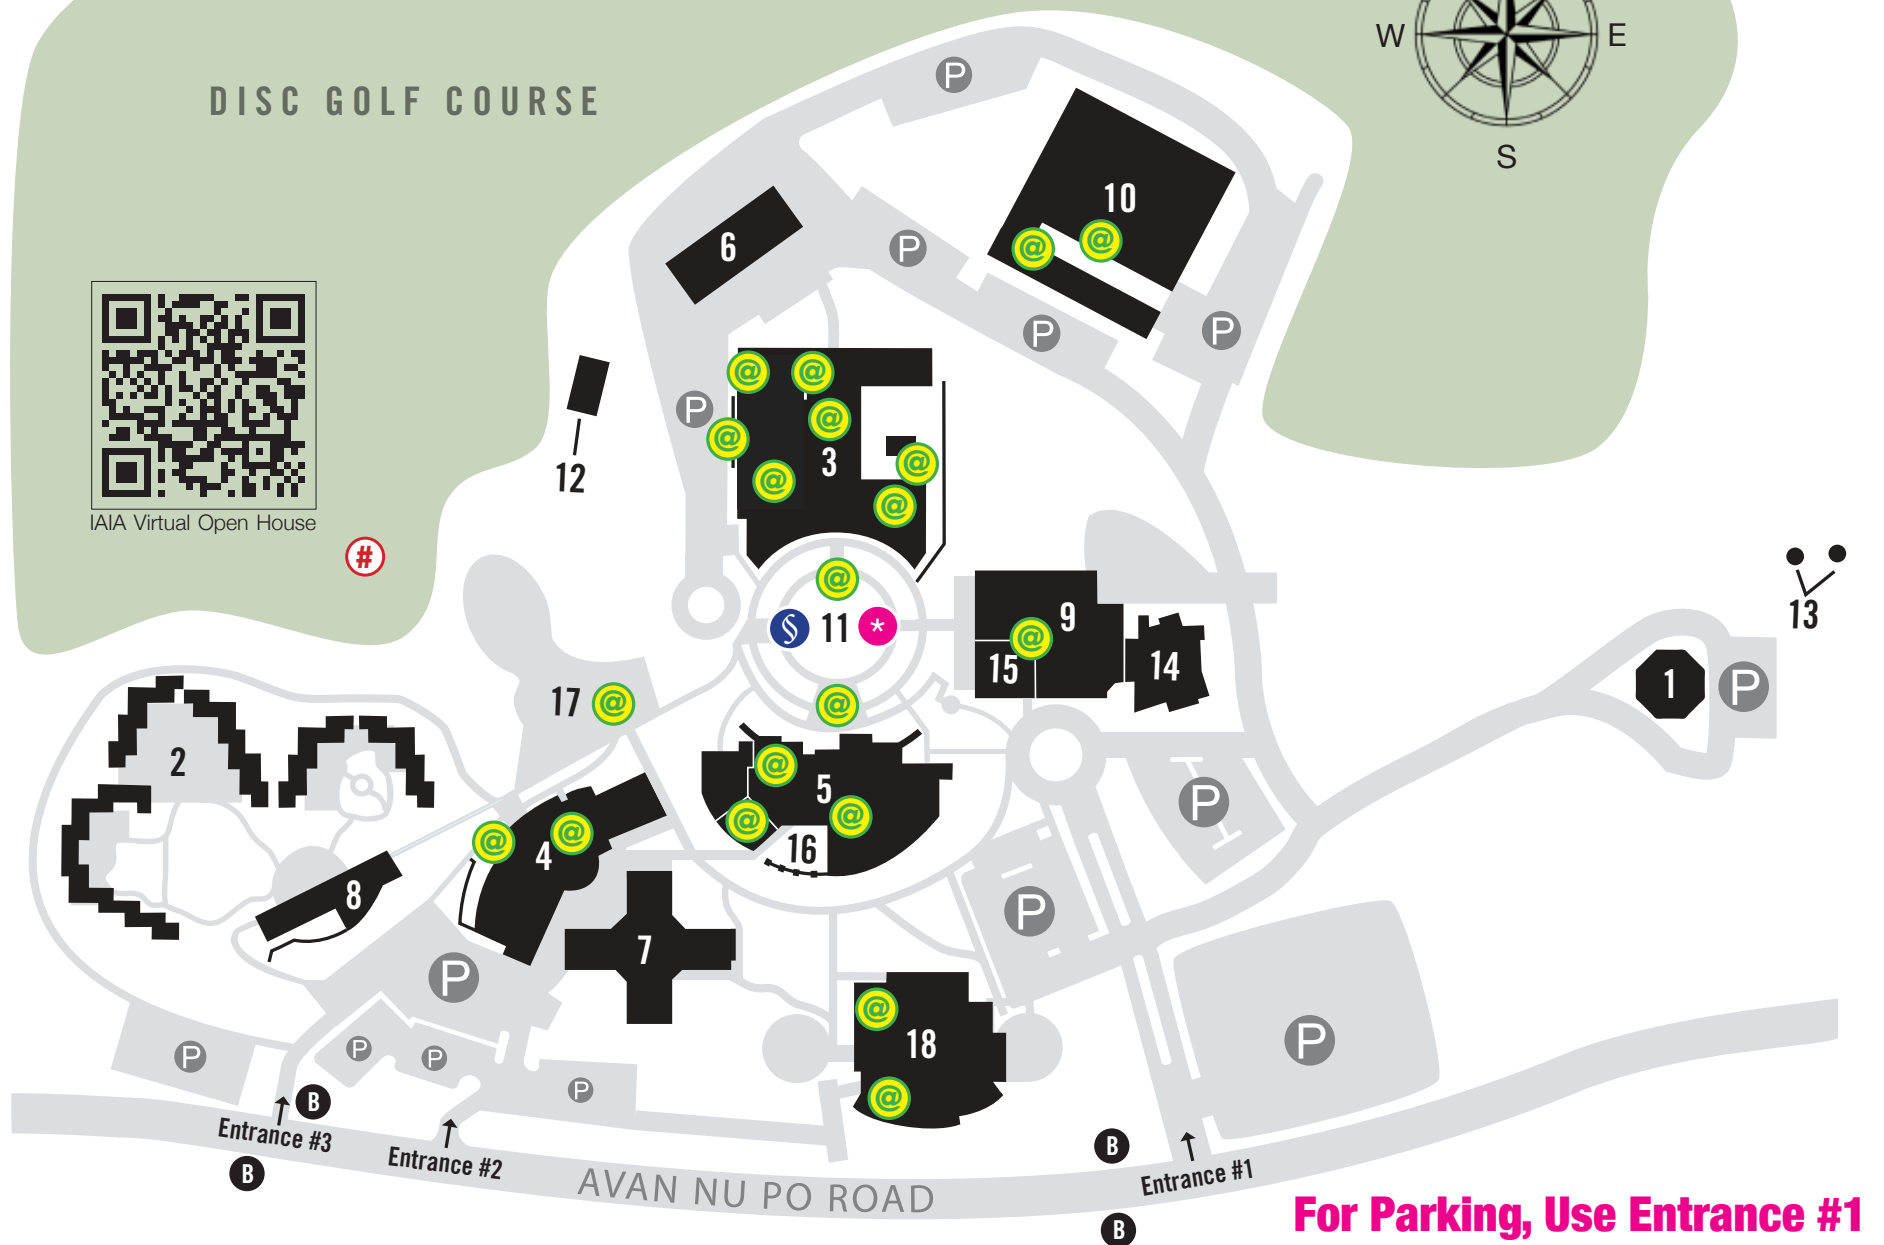 W E
S
DISC GOLF COURSE
P
10
@ @
6
P
P
P
IAIA Virtual Open House
12
P
@ @
@
@
3
@
@
@
#
@
§ 11 *
9
@
15
14
13
1
P
17 @
@
2
@
5
@ @
16
P
@ @
4
8
7
P
P
@
18
@
P
P
P
P
P
B
Entrance #3
B
Entrance #2
AVAN NU PO ROAD
B
Entrance #1
B
For Parking, Use Entrance #1